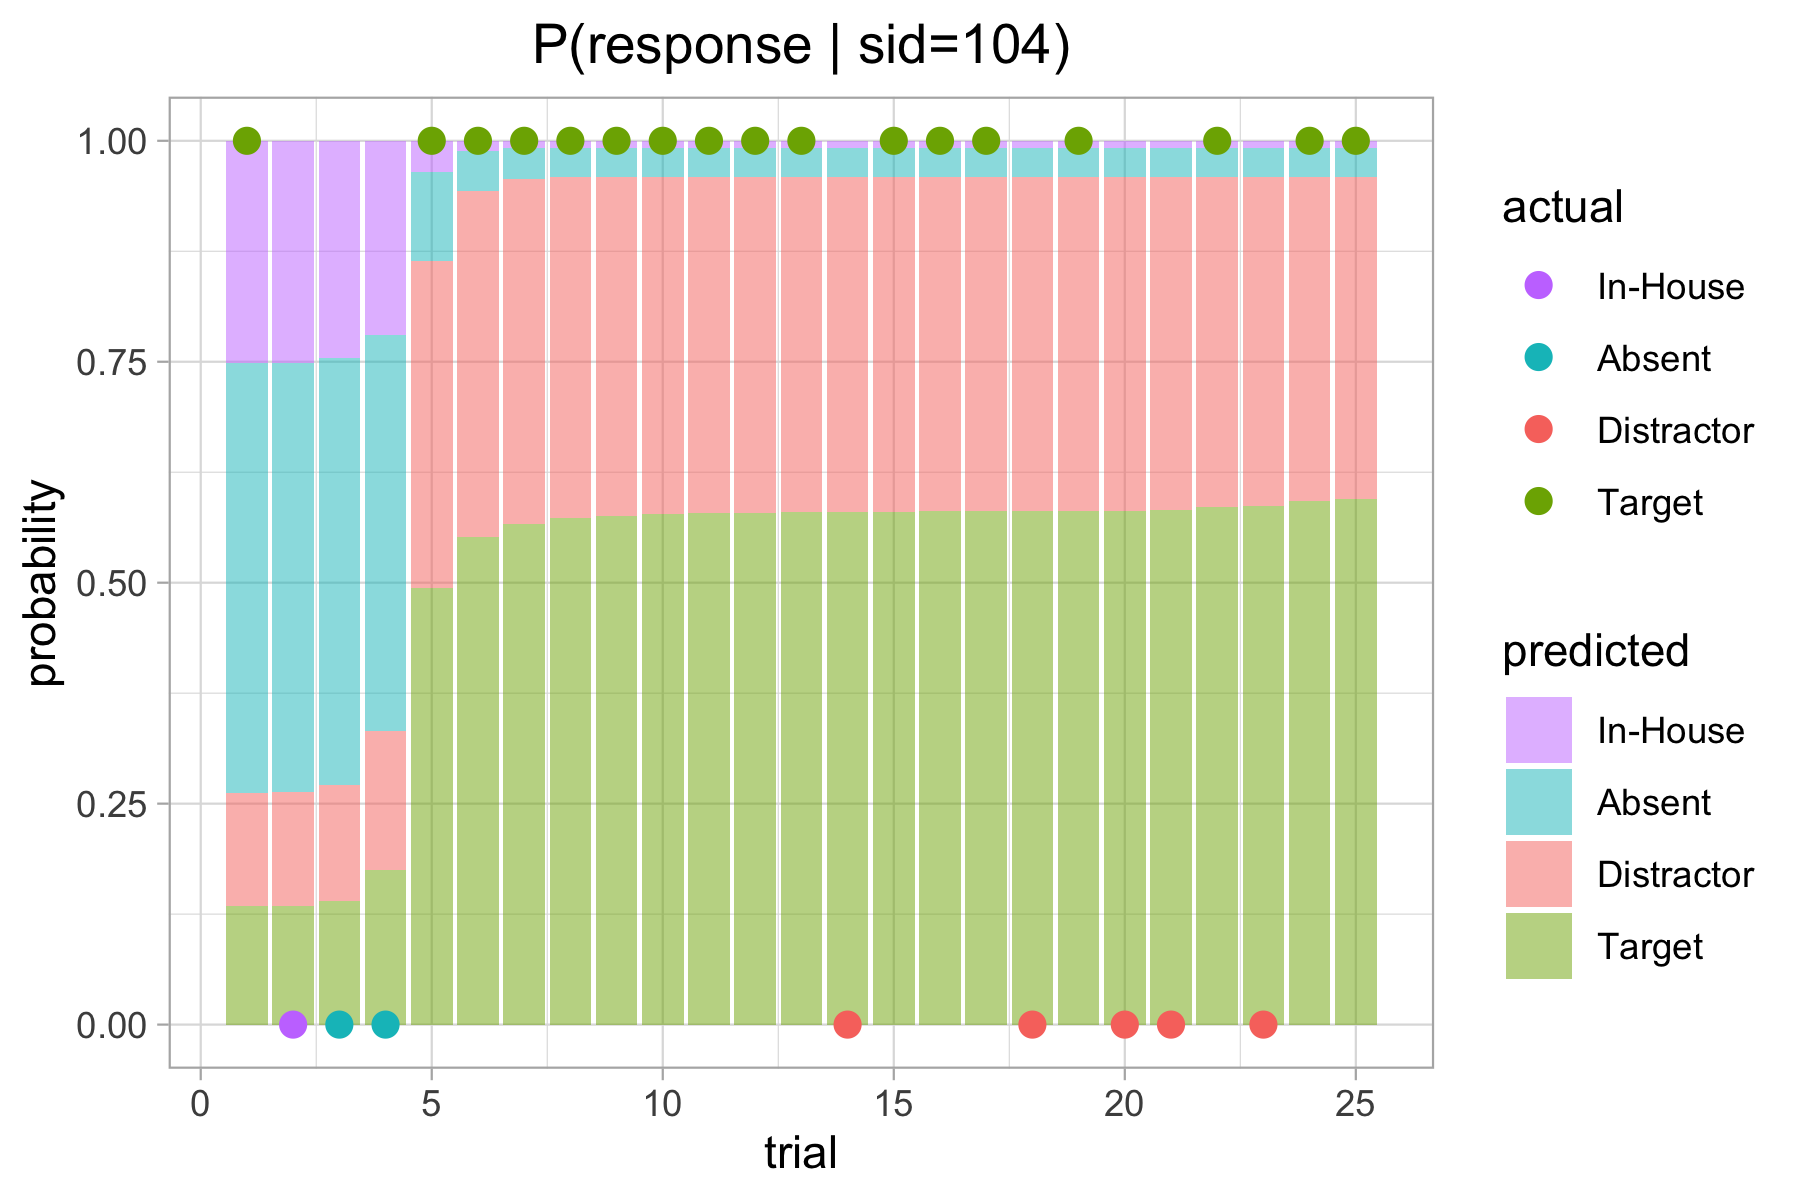 P(response | sid=104)
1.00
0.75
0.50
0.25
0.00
probability
0 5 10 15 20 25
trial
actual
In-House
Absent
Distractor
Target
predicted
In-House
Absent
Distractor
Target